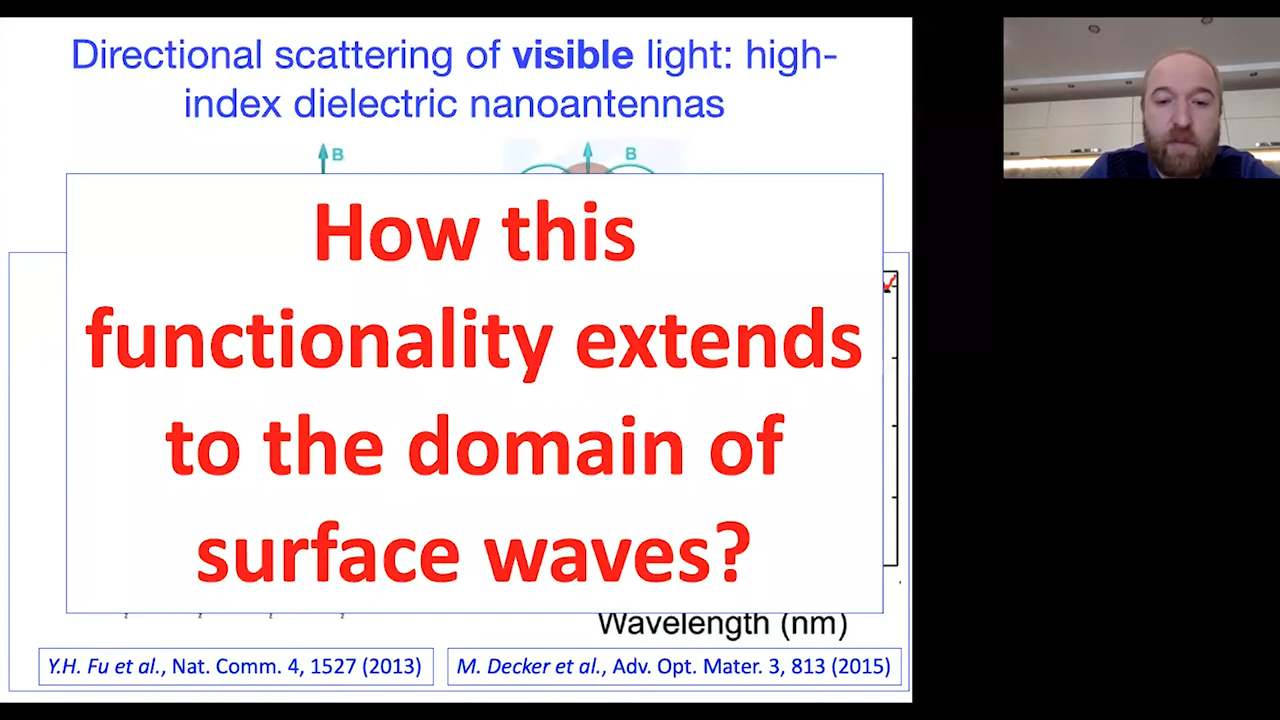 Directional scattering of visible light: high-
index dielectric nanoantennas
B
B
How this
functionality extends
to the domain of
surface waves?
Wavelength (nm)
Y.H. Fu et al., Nat. Comm. 4, 1527 (2013)
M. Decker et al., Adv. Opt. Mater. 3, 813 (2015)